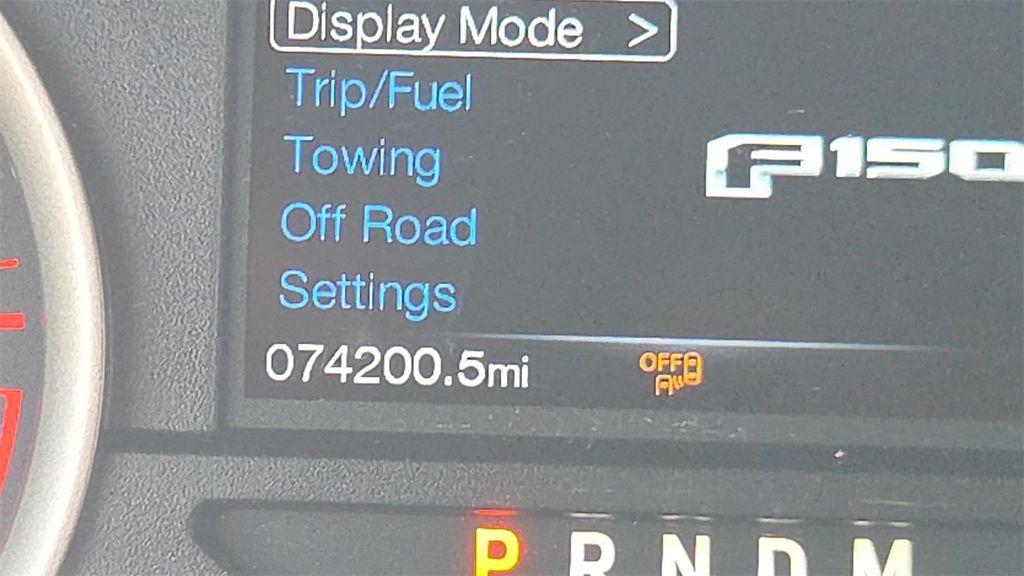 Display Mode >
Trip/Fuel
Towing
F150
Off Road
Settings
074200.5mi
OFF
A
P R N D M